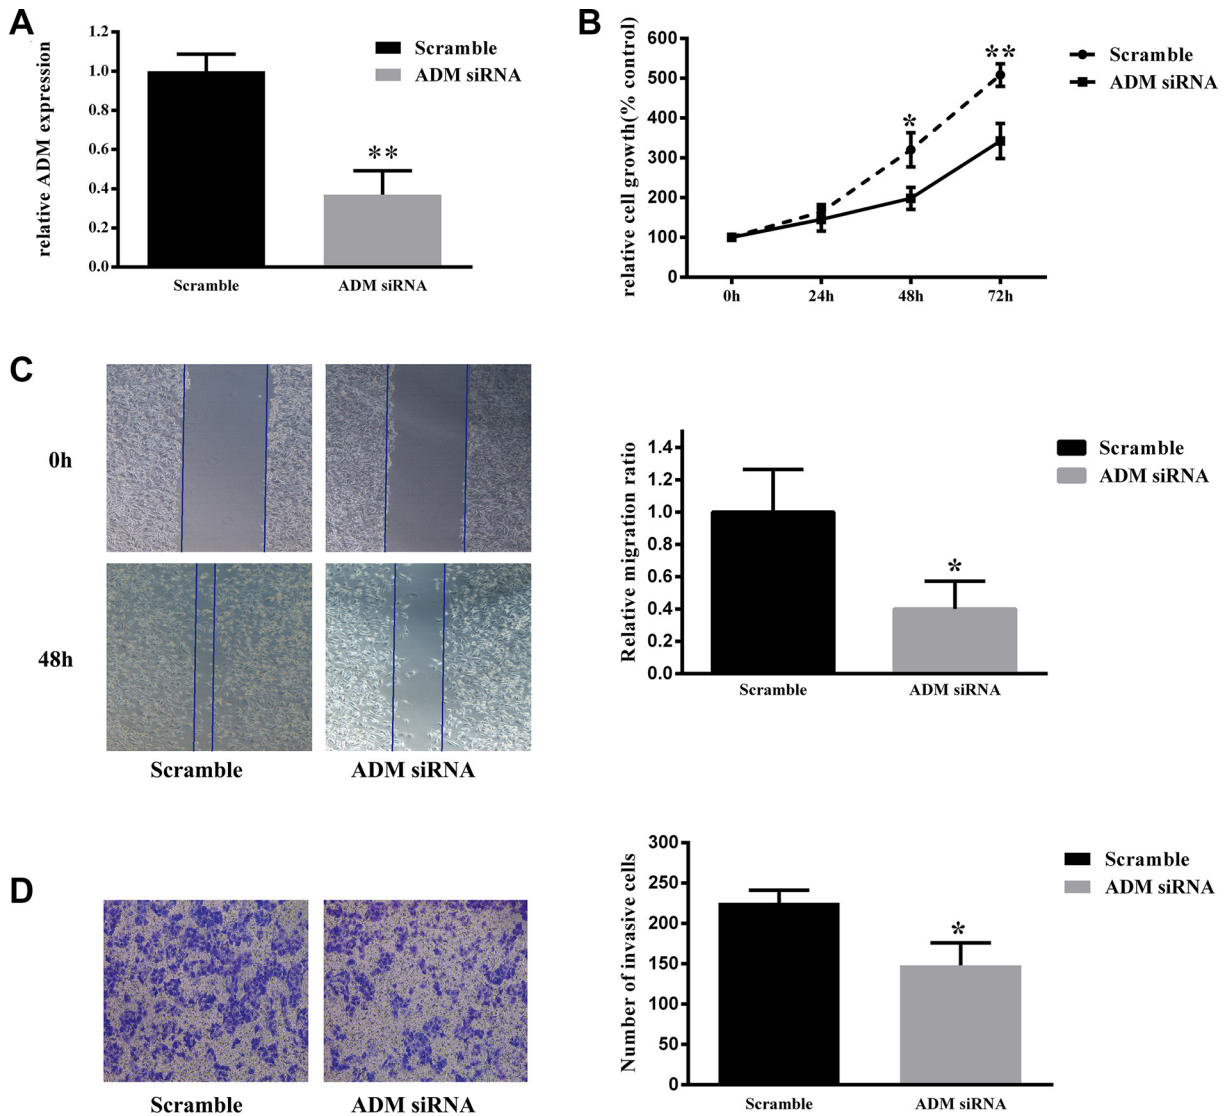 A
relative ADM expression
1.2
1.0
0.8
0.6
0.4
0.2
0.0
**
Scramble
ADM siRNA
Scramble
ADM siRNA
B
relative cell growth(% control)
600
500
400
300
200
100
0
*
**
0h
24h
48h
72h
Scramble
ADM siRNA
C
0h
48h
Scramble
ADM siRNA
Relative migration ratio
1.4
1.2
1.0
0.8
0.6
0.4
0.2
0.0
*
Scramble
ADM siRNA
Scramble
ADM siRNA
D
Scramble
ADM siRNA
Number of invasive cells
300
250
200
150
100
50
0
*
Scramble
ADM siRNA
Scramble
ADM siRNA